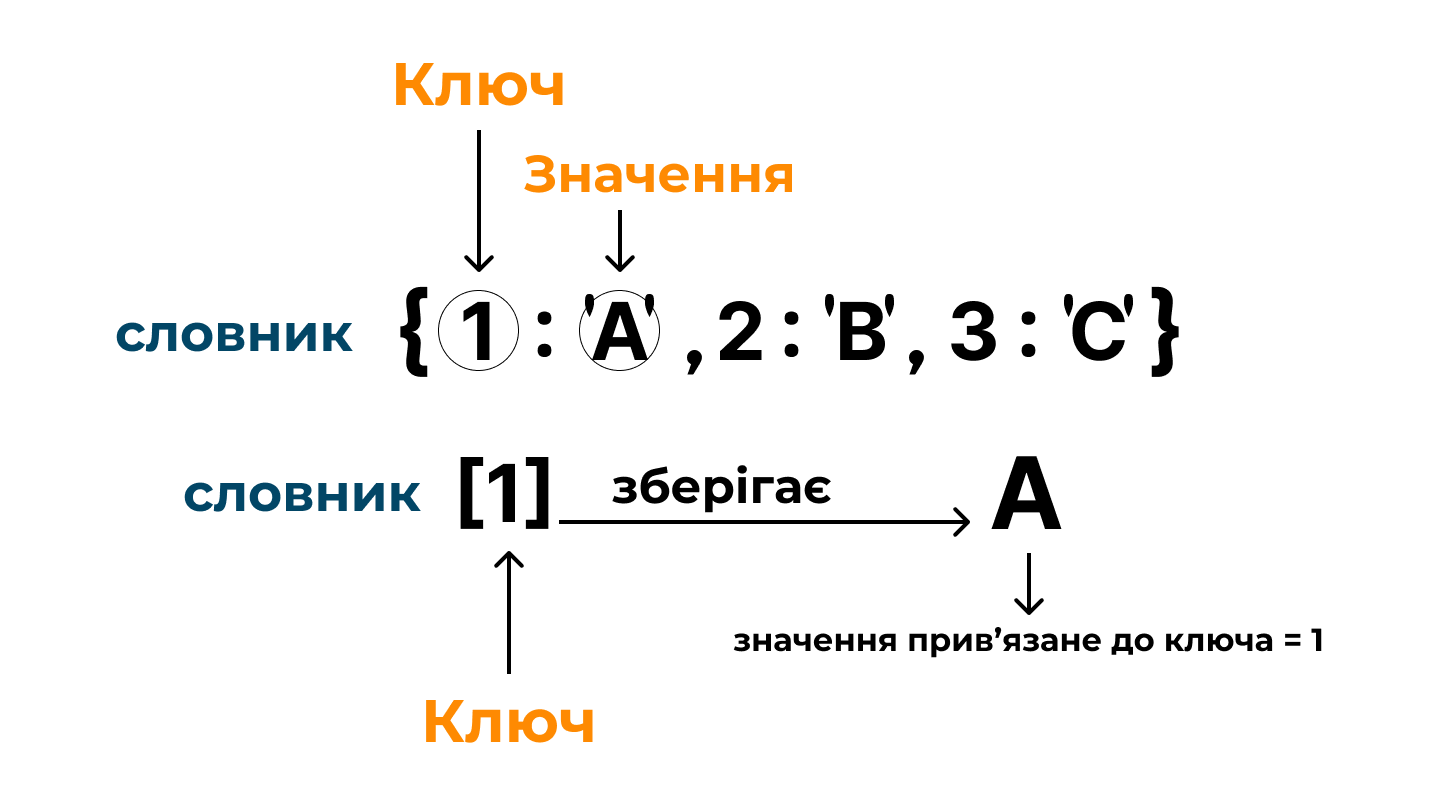 Ключ
Значення
словник {1 : 'A' , 2 : 'B', 3 : 'C'}
словник [1] зберігає A
значення прив’язане до ключа = 1
Ключ